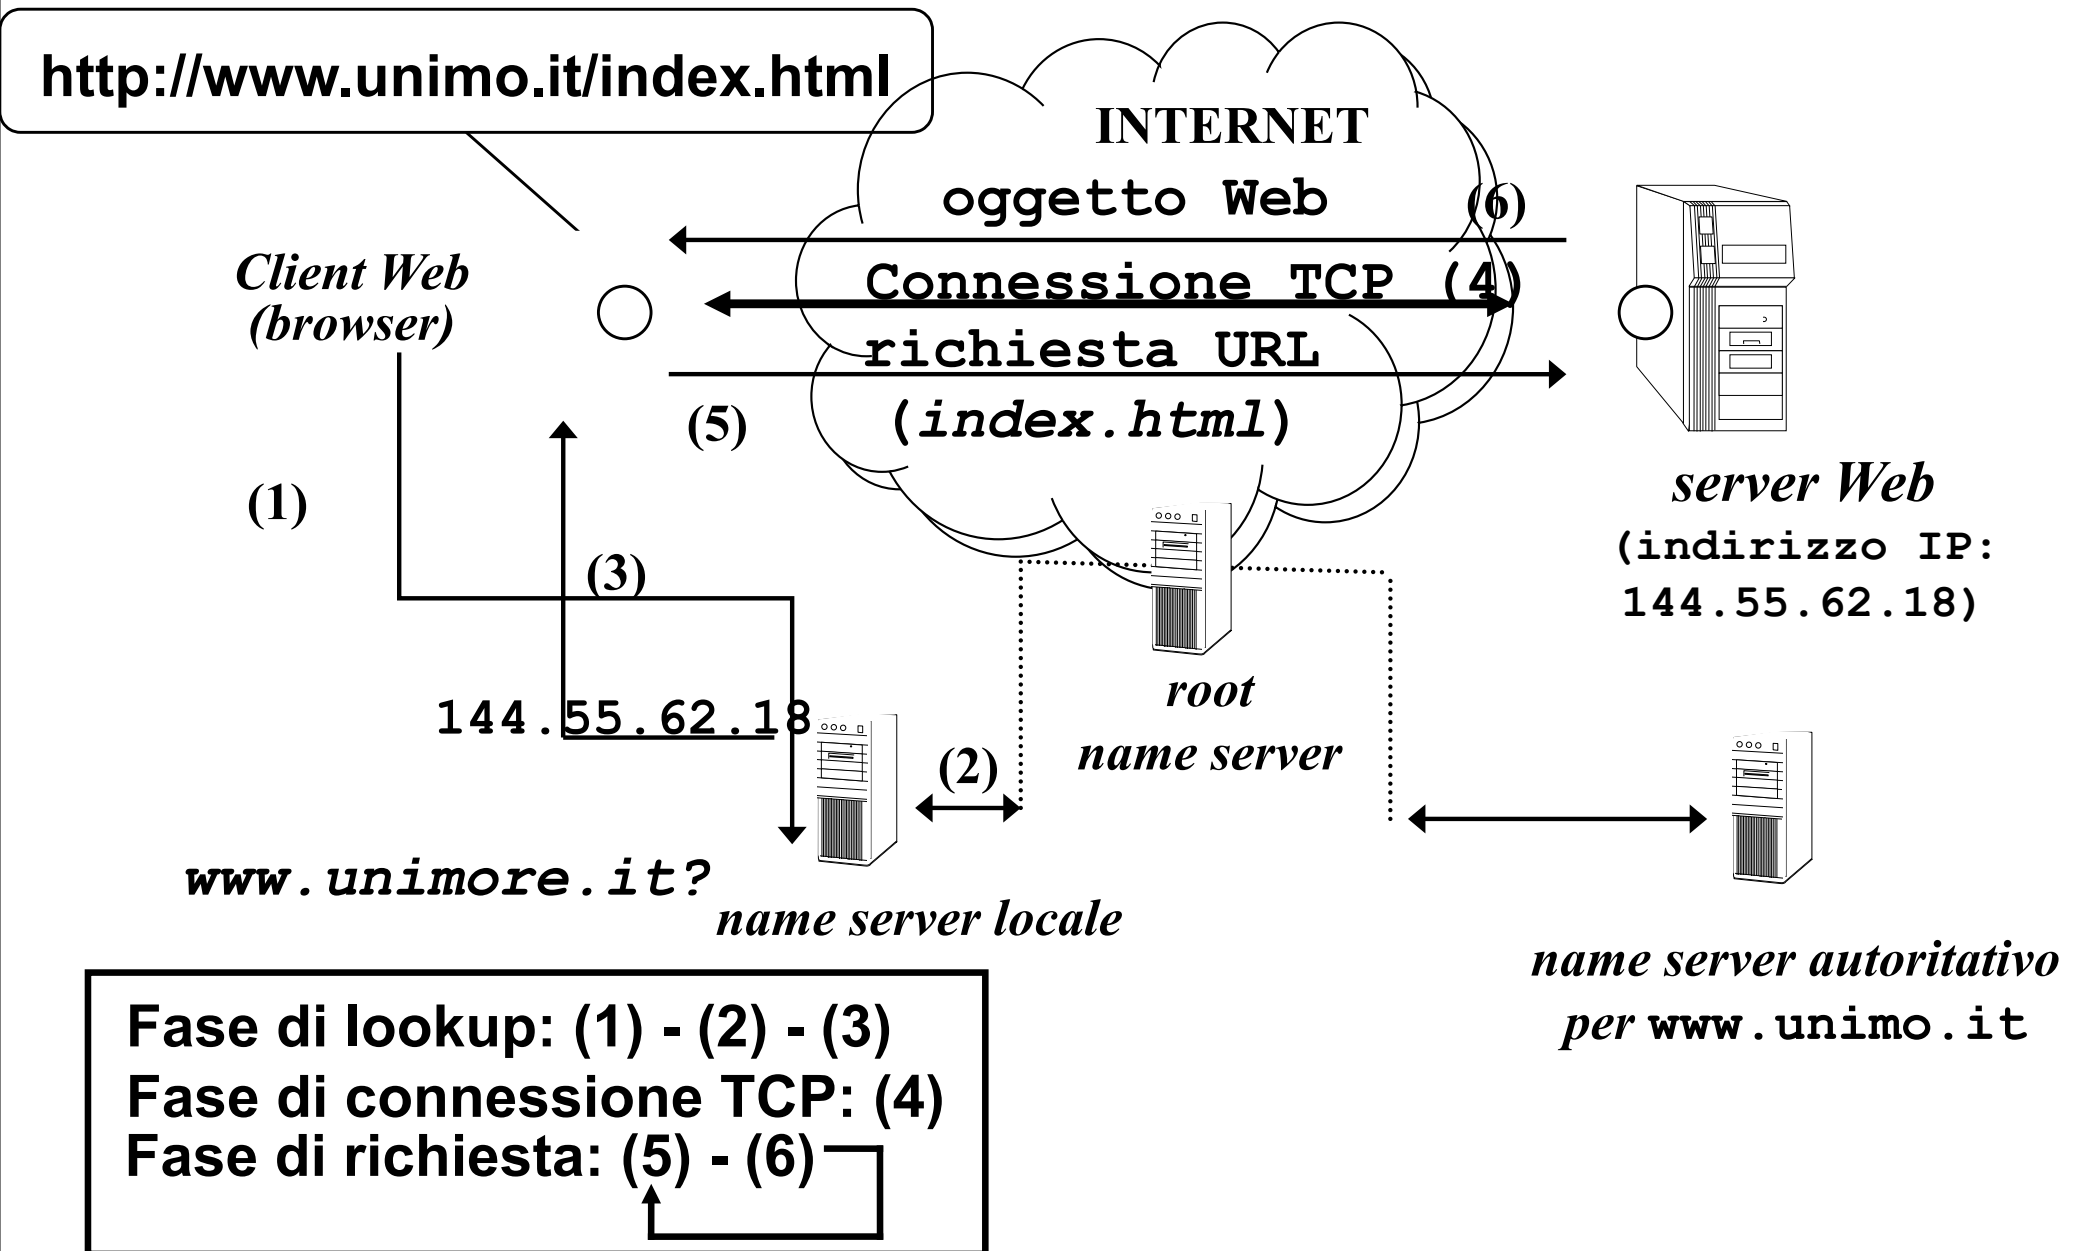 http://www.unimo.it/index.html
INTERNET
oggetto Web
(6)
Client Web
(browser)
Connessione TCP (4)
richiesta URL
(5)
(index.html)
server Web
(indirizzo IP:
144.55.62.18)
(1)
(3)
144.55.62.18
root
name server
(2)
www.unimore.it?
name server locale
name server autoritativo
per www.unimo.it
Fase di lookup: (1) - (2) - (3)
Fase di connessione TCP: (4)
Fase di richiesta: (5) - (6)